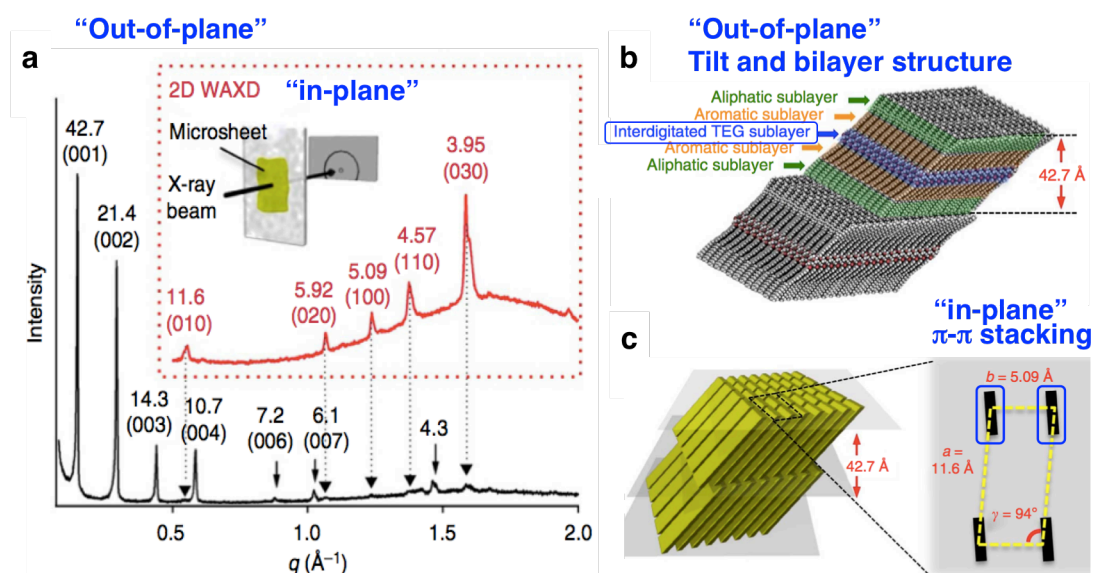 “Out-of-plane”
a
2D WAXD
“in-plane”
Microsheet
X-ray
beam
42.7
(001)
21.4
(002)
14.3
(003)
10.7
(004)
7.2
(006)
6.1
(007)
4.3
11.6
(010)
5.92
(020)
5.09
(100)
4.57
(110)
3.95
(030)
Intensity
0.5
1.0
1.5
2.0
q (Å⁻¹)
“Out-of-plane”
b
Tilt and bilayer structure
Aliphatic sublayer
Aromatic sublayer
Interdigitated TEG sublayer
Aromatic sublayer
Aliphatic sublayer
42.7 Å
“in-plane”
π-π stacking
c
42.7 Å
b = 5.09 Å
a =
11.6 Å
γ = 94°